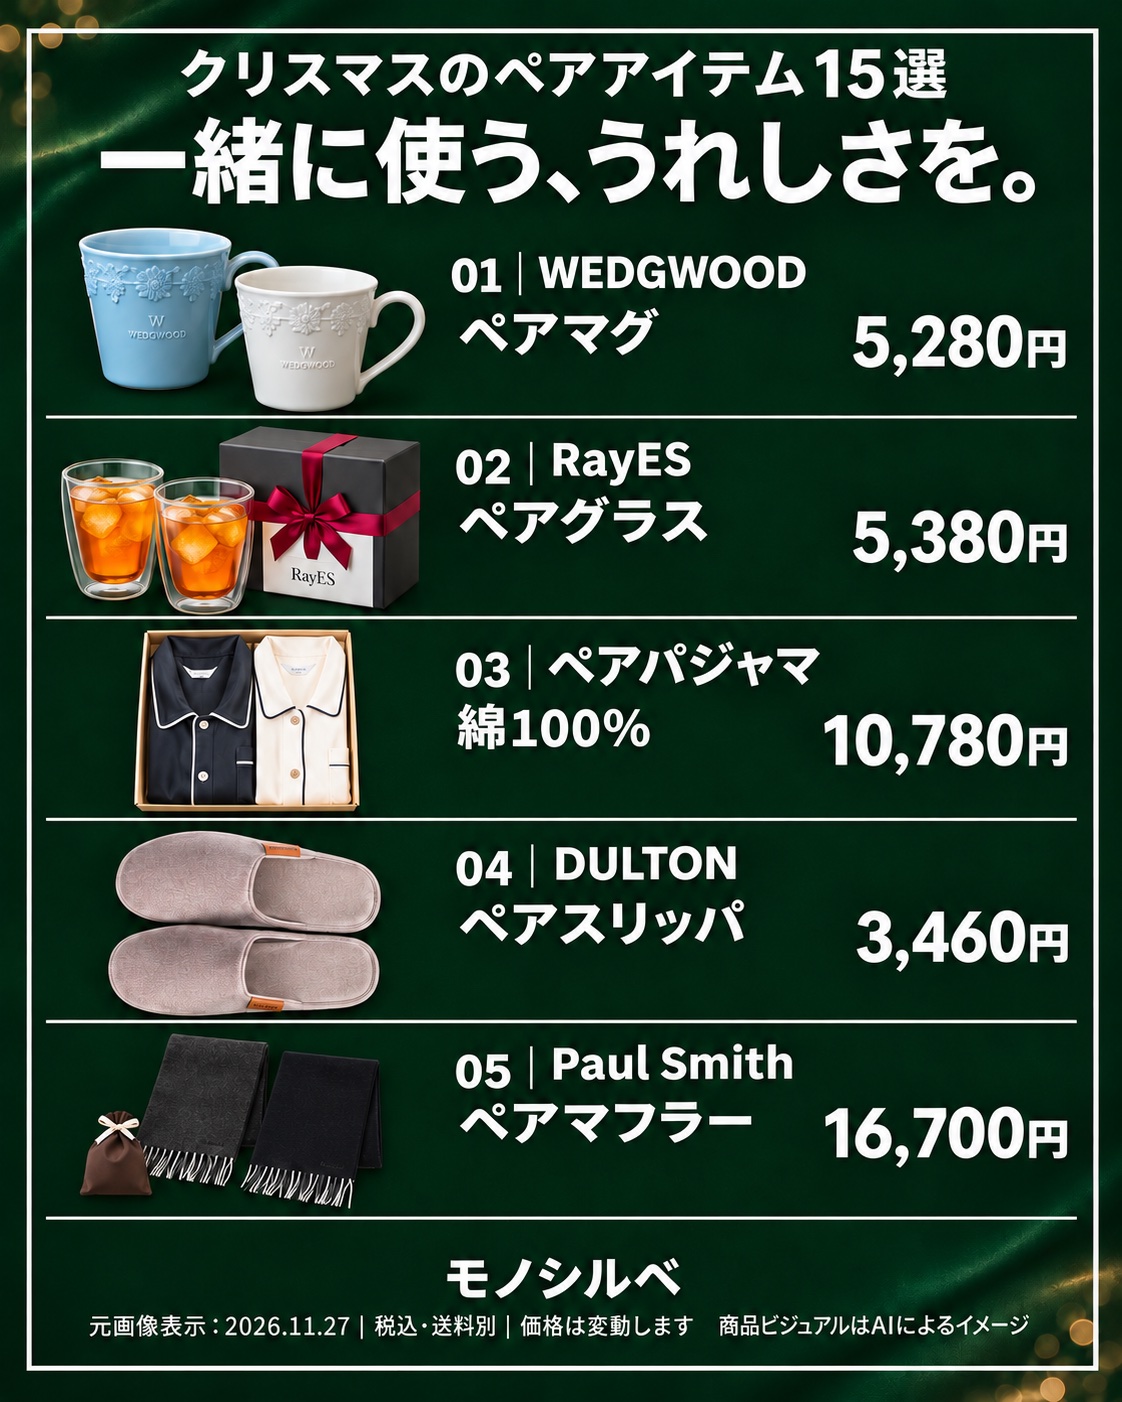 クリスマスのペアアイテム15選
一緒に使う、うれしさを。
W
WEDGWOOD
W
WEDGWOOD
01｜WEDGWOOD
ペアマグ
5,280円
RayES
02｜RayES
ペアグラス
5,380円
03｜ペアパジャマ
綿100%
10,780円
04｜DULTON
ペアスリッパ
3,460円
05｜Paul Smith
ペアマフラー
16,700円
モノシルベ
元画像表示：2026.11.27｜税込・送料別｜価格は変動します　商品ビジュアルはAIによるイメージ